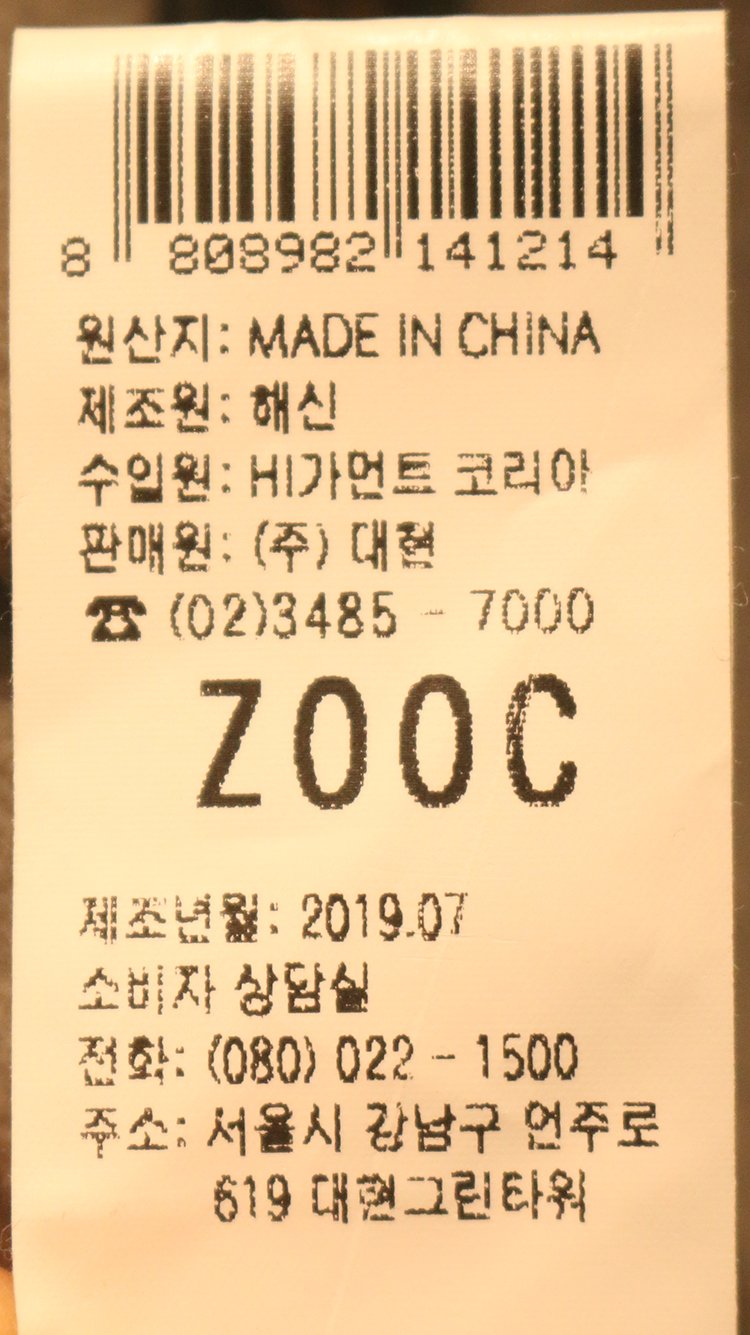 8 808982 141214
원산지: MADE IN CHINA
제조원: 해신
수입원: HI가먼트 코리아
판매원: (주) 대현
☎ (02)3485 - 7000
ZOOC
제조년월: 2019.07
소비자 상담실
전화: (080) 022 - 1500
주소: 서울시 강남구 언주로
619 대현그린타워